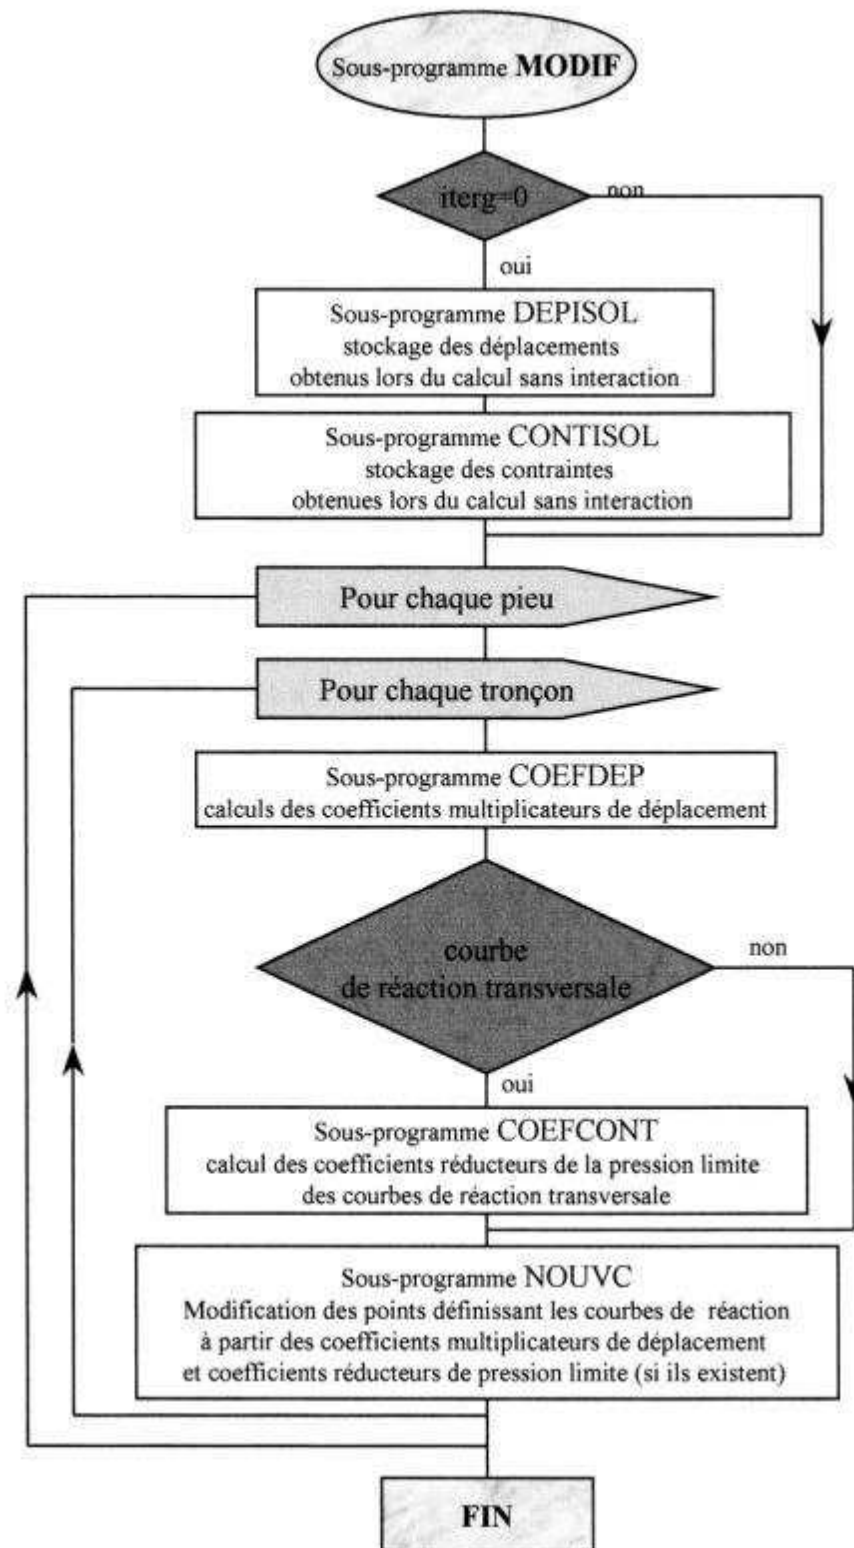 Sous-programme MODIF
iterg=0
non
oui
Sous-programme DEPISOL
stockage des déplacements
obtenus lors du calcul sans interaction
Sous-programme CONTISOL
stockage des contraintes
obtenues lors du calcul sans interaction
Pour chaque pieu
Pour chaque tronçon
Sous-programme COEFDEP
calculs des coefficients multiplicateurs de déplacement
courbe
de réaction transversale
non
oui
Sous-programme COEFCONT
calcul des coefficients réducteurs de la pression limite
des courbes de réaction transversale
Sous-programme NOUVC
Modification des points définissant les courbes de réaction
à partir des coefficients multiplicateurs de déplacement
et coefficients réducteurs de pression limite (si ils existent)
FIN